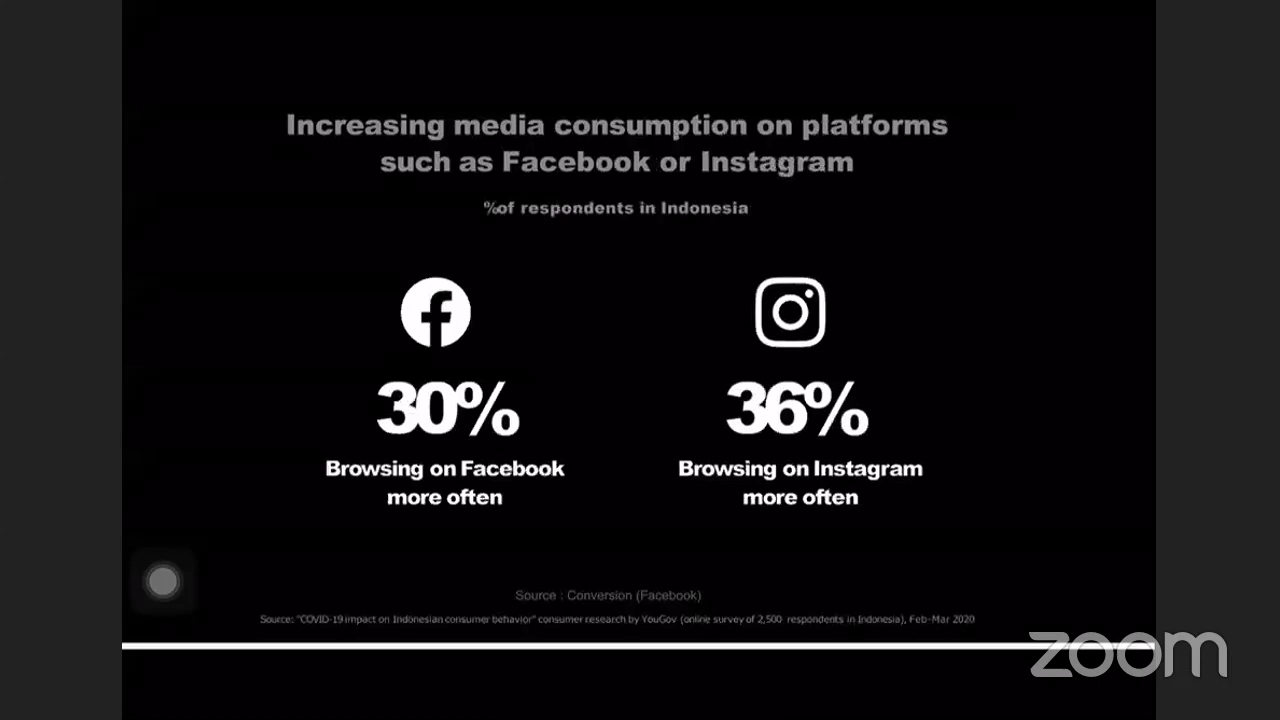 Increasing media consumption on platforms
such as Facebook or Instagram
%of respondents in Indonesia
30%
36%
Browsing on Facebook
more often
Browsing on Instagram
more often
Source : Conversion (Facebook)
Source: "COVID-19 impact on Indonesian consumer behavior" consumer research by YouGov (online survey of 2,500 respondents in Indonesia), Feb-Mar 2020
zoom